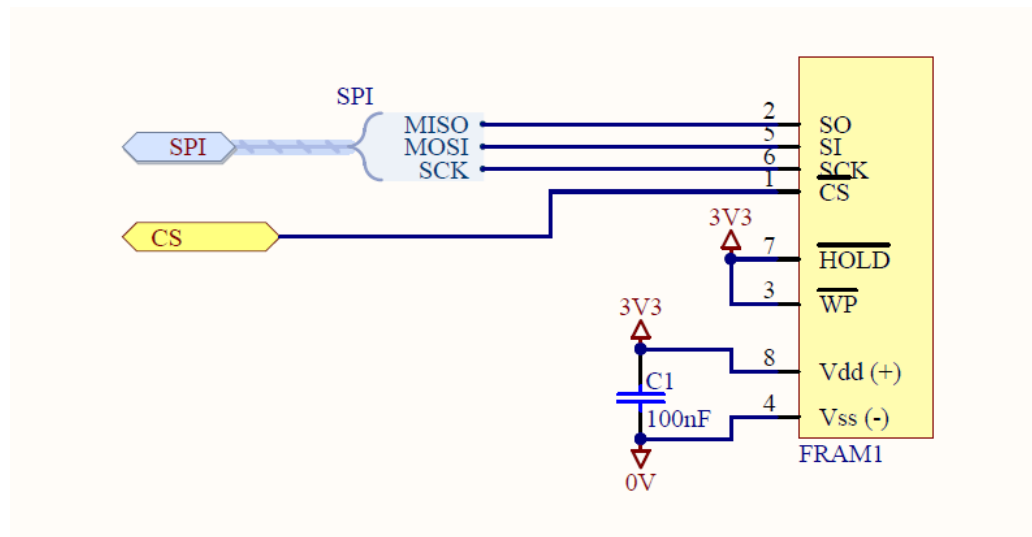 SPI
SPI
MISO
MOSI
SCK
CS
2
5
6
1
SO
SI
SCK
CS
3V3
7
HOLD
3
WP
3V3
C1
100nF
8
Vdd (+)
4
Vss (-)
0V
FRAM1